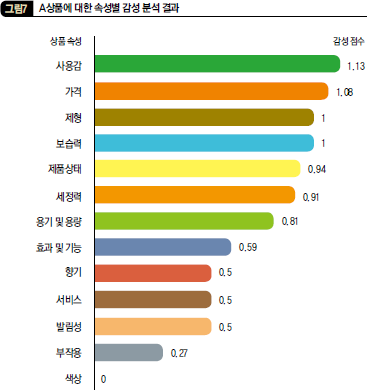 그림7 A상품에 대한 속성별 감성 분석 결과
상품 속성 감성 점수
사용감 1.13
가격 1.08
제형 1
보습력 1
제품상태 0.94
세정력 0.91
용기 및 용량 0.81
효과 및 기능 0.59
향기 0.5
서비스 0.5
발림성 0.5
부작용 0.27
색상 0